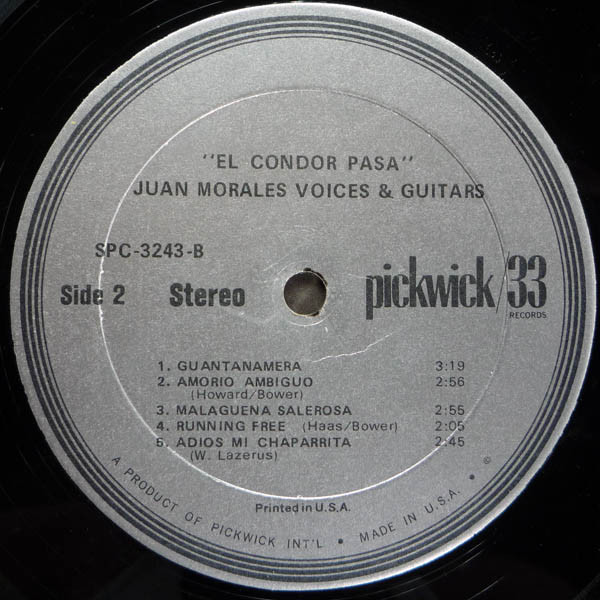 "EL CONDOR PASA"
JUAN MORALES VOICES & GUITARS
SPC-3243-B
Side 2 Stereo pickwick/33
RECORDS
1. GUANTANAMERA 3:19
2. AMORIO AMBIGUO 2:56
(Howard/Bower)
3. MALAGUENA SALEROSA 2:55
4. RUNNING FREE (Haas/Bower) 2:05
5. ADIOS MI CHAPARRITA 2:45
(W. Lazerus)
Printed in U.S.A.
A PRODUCT OF PICKWICK INT'L • MADE IN U.S.A. • ©